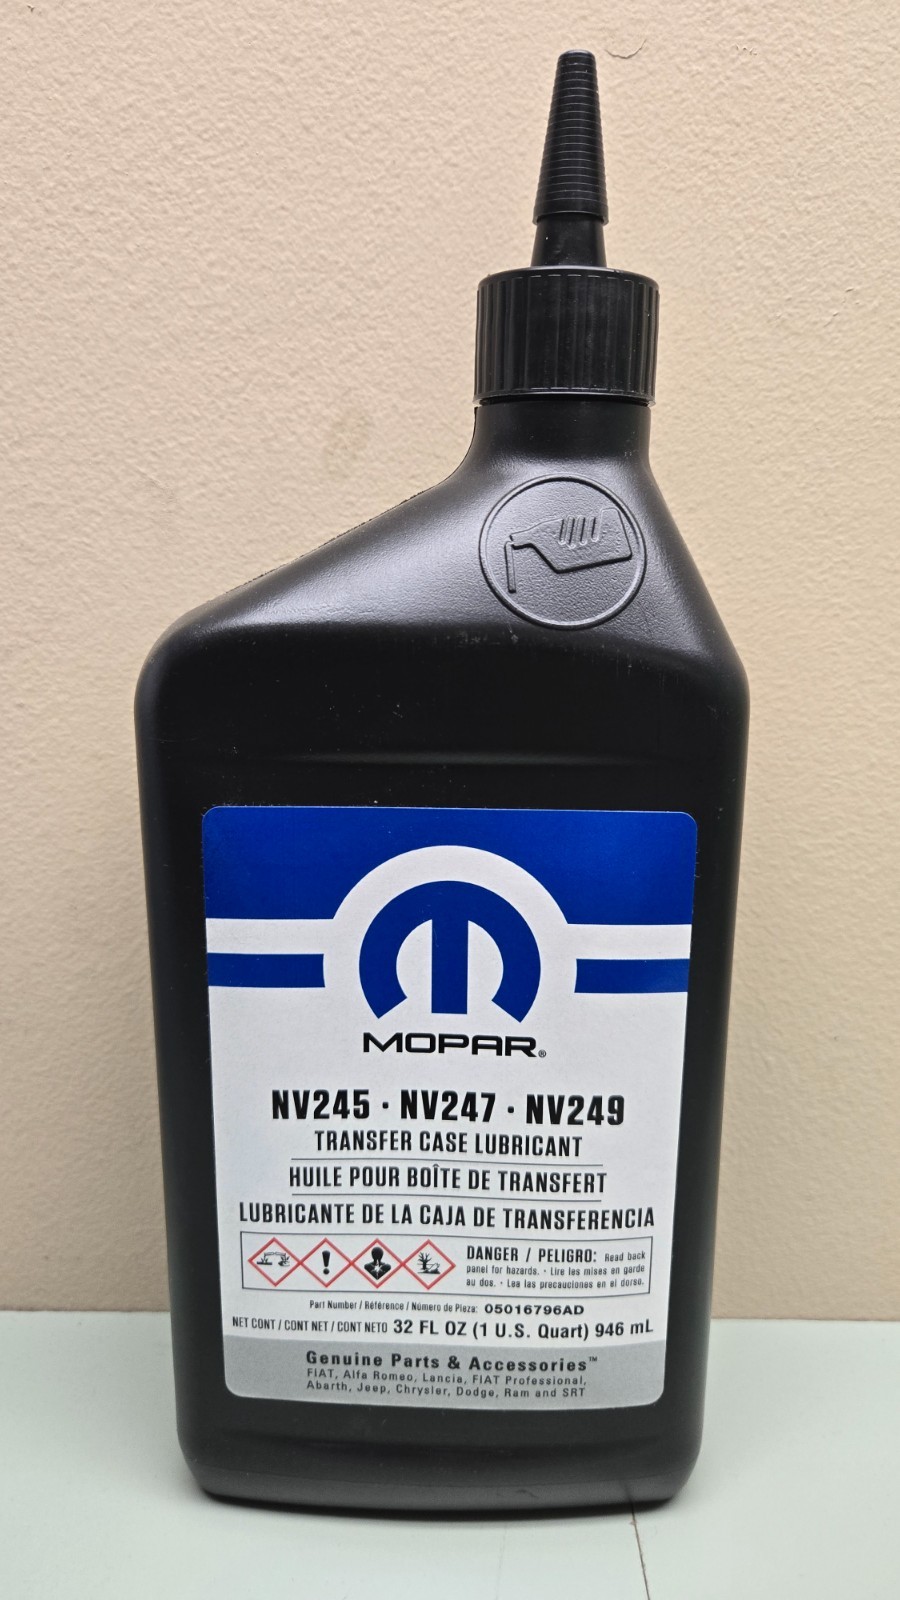 MOPAR®
NV245 · NV247 · NV249
TRANSFER CASE LUBRICANT
HUILE POUR BOÎTE DE TRANSFERT
LUBRICANTE DE LA CAJA DE TRANSFERENCIA
DANGER / PELIGRO: Read back
panel for hazards. · Lire les mises en garde
au dos. · Lea las precauciones en el dorso.
Part Number / Référence / Número de Pieza: 05016796AD
NET CONT / CONT NET / CONT NETO 32 FL OZ (1 U.S. Quart) 946 mL
Genuine Parts & Accessories™
FIAT, Alfa Romeo, Lancia, FIAT Professional,
Abarth, Jeep, Chrysler, Dodge, Ram and SRT